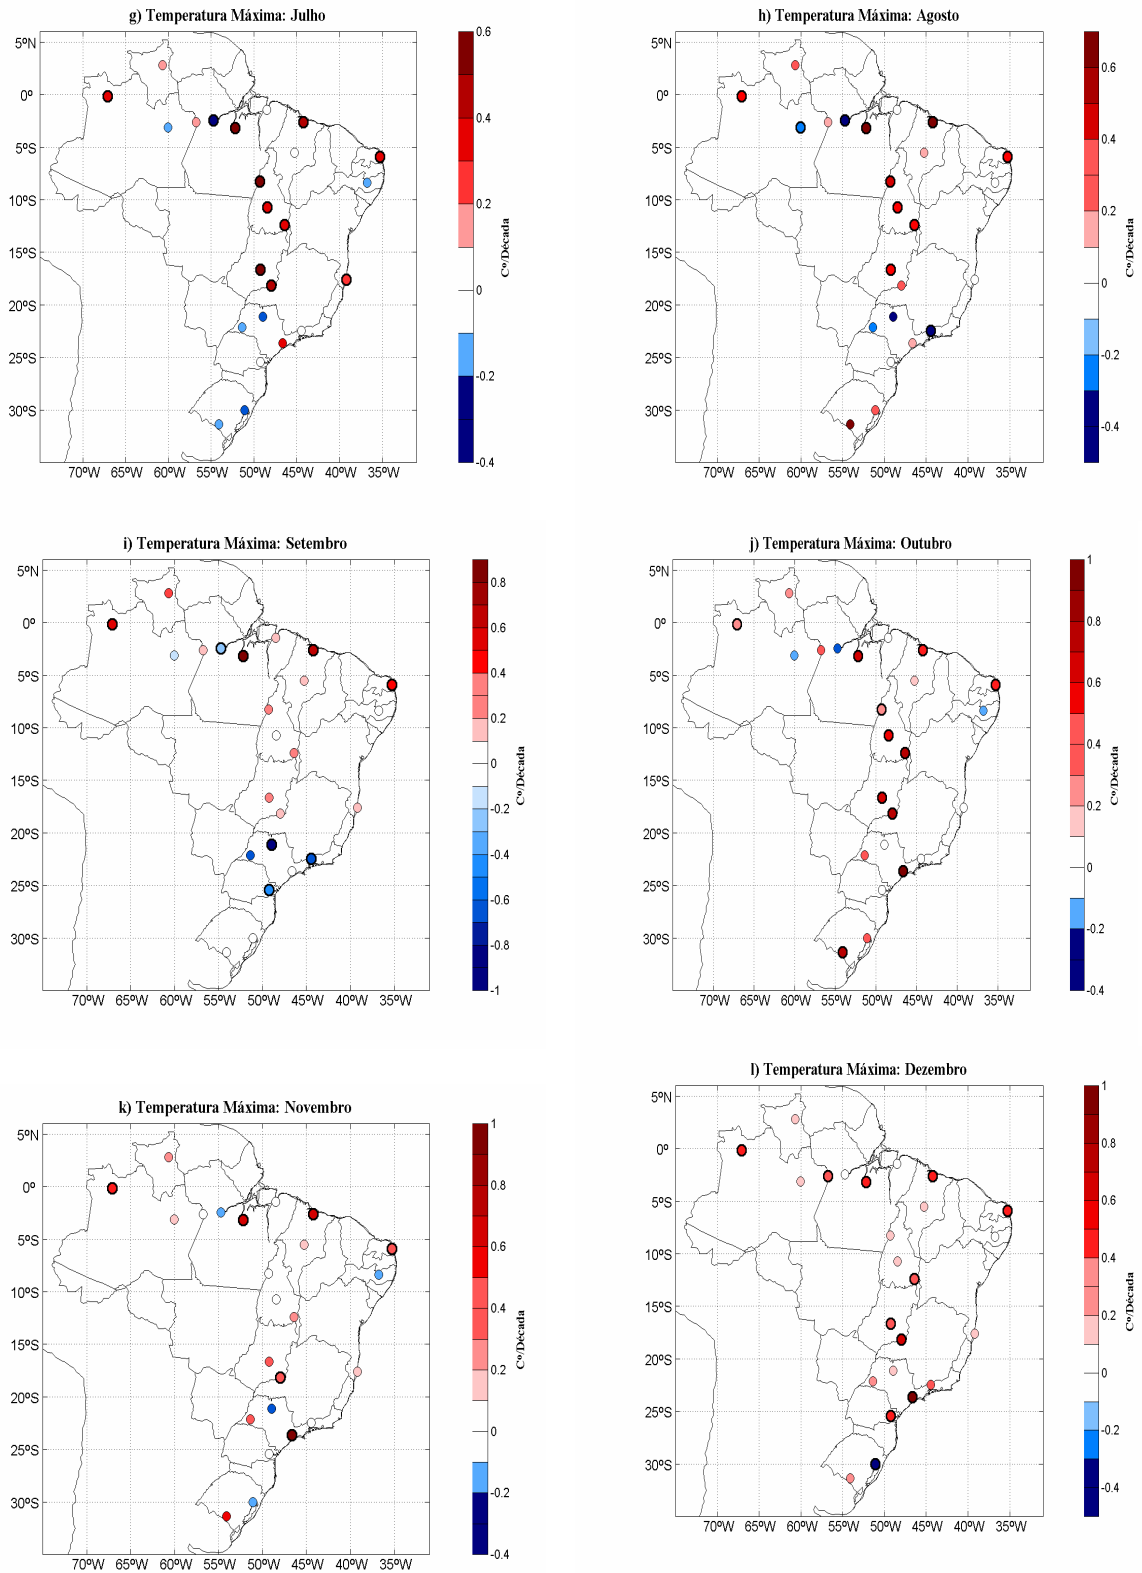 g) Temperatura Máxima: Julho
5ºN
0º
5ºS
10ºS
15ºS
20ºS
25ºS
30ºS
70ºW 65ºW 60ºW 55ºW 50ºW 45ºW 40ºW 35ºW
0.6
0.4
0.2
0
-0.2
-0.4
Cº/Década
h) Temperatura Máxima: Agosto
5ºN
0º
5ºS
10ºS
15ºS
20ºS
25ºS
30ºS
70ºW 65ºW 60ºW 55ºW 50ºW 45ºW 40ºW 35ºW
0.6
0.4
0.2
0
-0.2
-0.4
Cº/Década
i) Temperatura Máxima: Setembro
5ºN
0º
5ºS
10ºS
15ºS
20ºS
25ºS
30ºS
70ºW 65ºW 60ºW 55ºW 50ºW 45ºW 40ºW 35ºW
0.8
0.6
0.4
0.2
0
-0.2
-0.4
-0.6
-0.8
-1
Cº/Década
j) Temperatura Máxima: Outubro
5ºN
0º
5ºS
10ºS
15ºS
20ºS
25ºS
30ºS
70ºW 65ºW 60ºW 55ºW 50ºW 45ºW 40ºW 35ºW
1
0.8
0.6
0.4
0.2
0
-0.2
-0.4
Cº/Década
k) Temperatura Máxima: Novembro
5ºN
0º
5ºS
10ºS
15ºS
20ºS
25ºS
30ºS
70ºW 65ºW 60ºW 55ºW 50ºW 45ºW 40ºW 35ºW
1
0.8
0.6
0.4
0.2
0
-0.2
-0.4
Cº/Década
l) Temperatura Máxima: Dezembro
5ºN
0º
5ºS
10ºS
15ºS
20ºS
25ºS
30ºS
70ºW 65ºW 60ºW 55ºW 50ºW 45ºW 40ºW 35ºW
1
0.8
0.6
0.4
0.2
0
-0.2
-0.4
Cº/Década